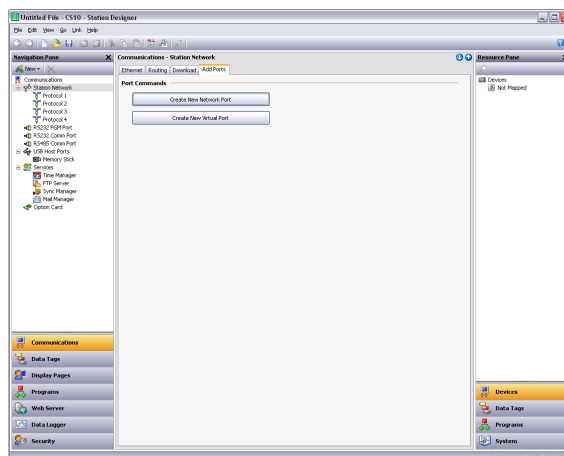 Untitled File - CS10 - Station Designer
File Edit View Go Link Help
Navigation Pane
New
Communications
Station Network
Protocol 1
Protocol 2
Protocol 3
Protocol 4
RS232 PGM Port
RS232 Comm Port
RS485 Comm Port
USB Host Ports
Memory Stick
Services
Time Manager
FTP Server
Sync Manager
Mail Manager
Option Card
Communications
Data Tags
Display Pages
Programs
Web Server
Data Logger
Security
Communications - Station Network
Ethernet Routing Download Add Ports
Port Commands
Create New Network Port
Create New Virtual Port
Resource Pane
Devices
Not Mapped
Devices
Data Tags
Programs
System